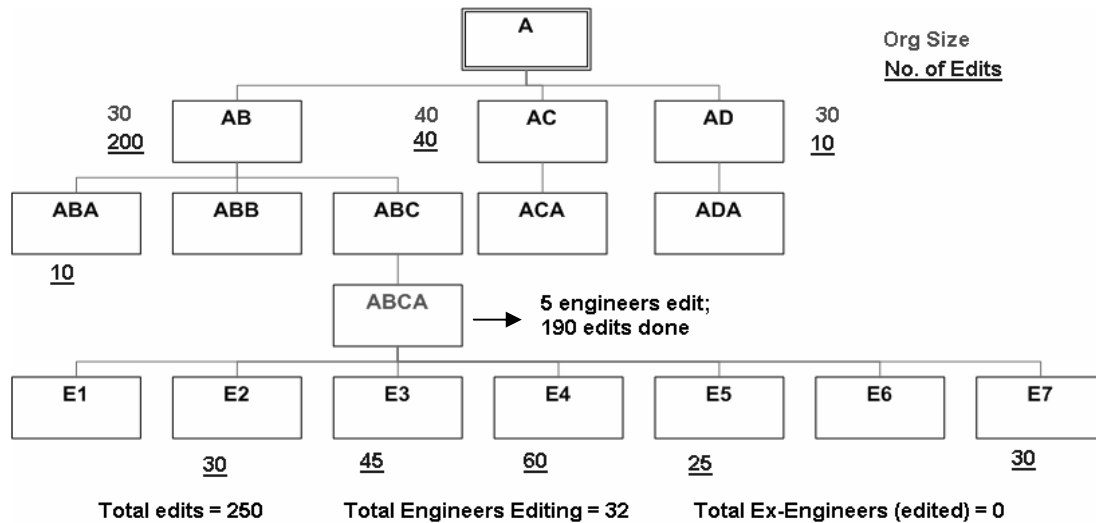 A
Org Size
No. of Edits
30
200
AB
40
40
AC
AD
30
10
ABA
ABB
ABC
ACA
ADA
10
ABCA
5 engineers edit;
190 edits done
E1
E2
E3
E4
E5
E6
E7
30
45
60
25
30
Total edits = 250
Total Engineers Editing = 32
Total Ex-Engineers (edited) = 0